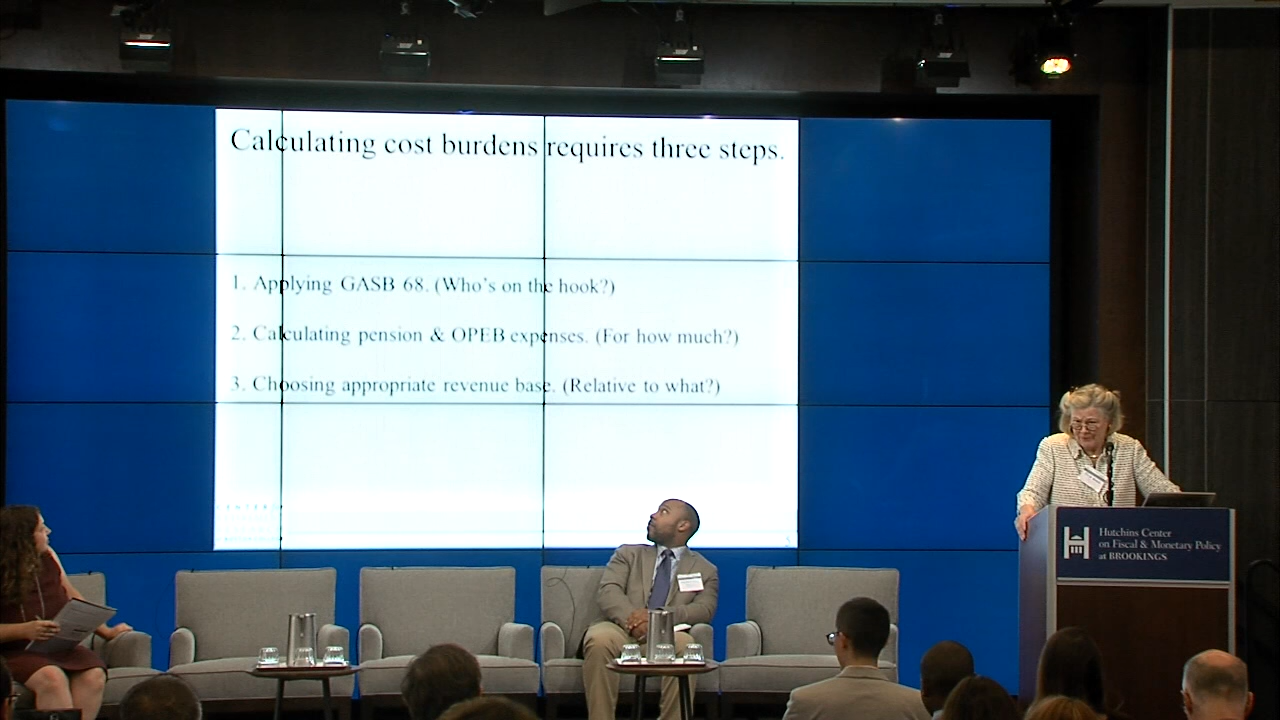 Calculating cost burdens requires three steps.
1. Applying GASB 68. (Who's on the hook?)
2. Calculating pension & OPEB expenses. (For how much?)
3. Choosing appropriate revenue base. (Relative to what?)
Hutchins Center
on Fiscal & Monetary Policy
at BROOKINGS